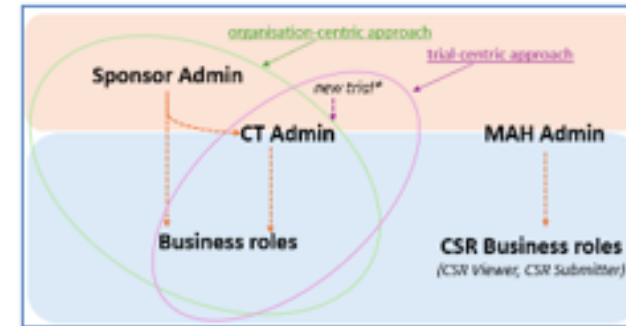 organisation-centric approach
trial-centric approach
Sponsor Admin
new trial*
CT Admin
MAH Admin
Business roles
CSR Business roles
(CSR Viewer, CSR Submitter)